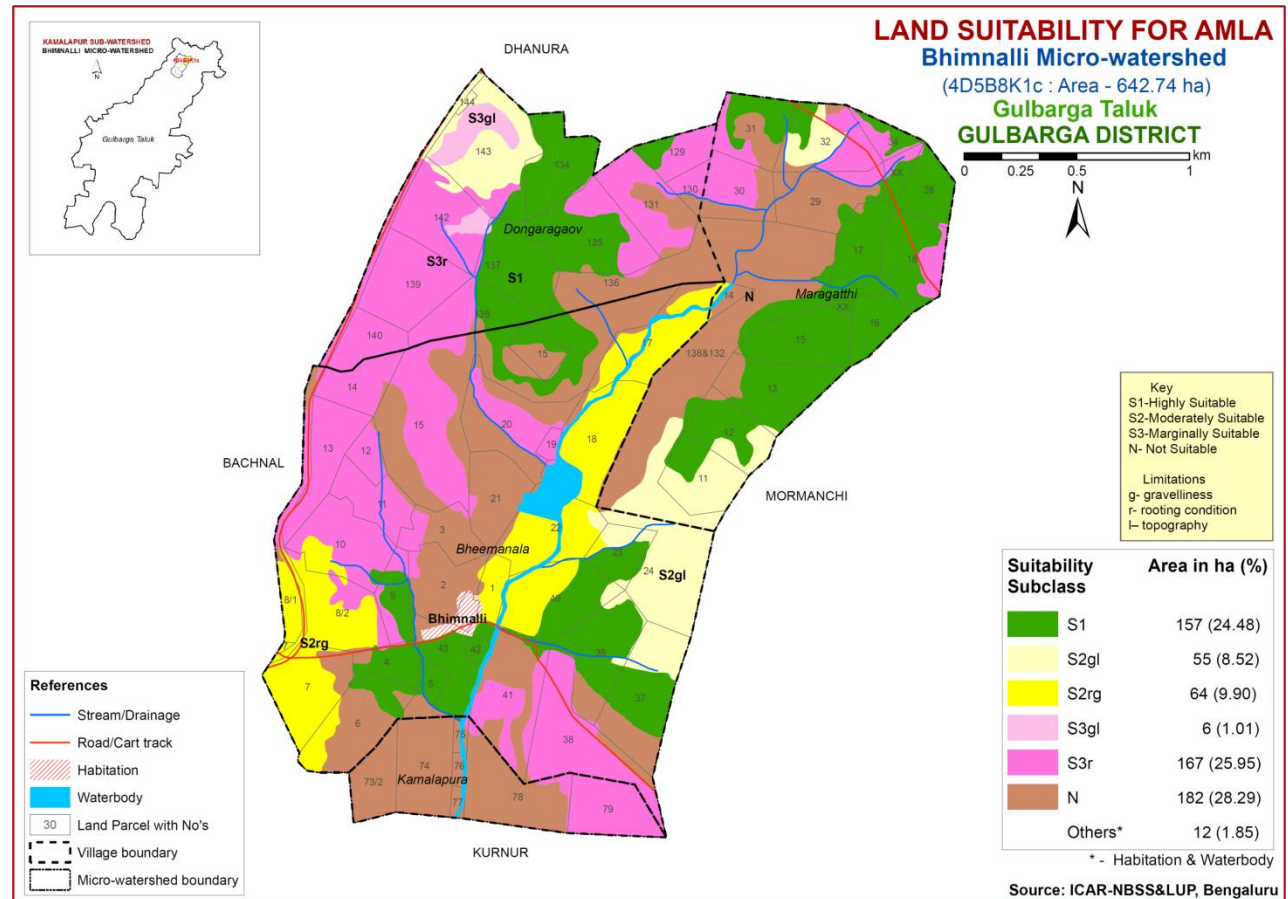 KAMALAPUR SUB-WATERSHED
BHIMNALLI MICRO-WATERSHED
N
4D5B8K1c
Gulbarga Taluk
LAND SUITABILITY FOR AMLA
Bhimnalli Micro-watershed
(4D5B8K1c : Area - 642.74 ha)
Gulbarga Taluk
GULBARGA DISTRICT
km
0 0.25 0.5 1
N
DHANURA
144
S3gl
143
134
129
130
131
31
32
34
XX
30
29
28
142
Dongaragaov
135
17
18
S3r
137
S1
139
136
14
N
Maragatthi
138
XX
16
140
15
17
138&132
15
14
13
15
20
19
18
12
13
12
11
BACHNAL
MORMANCHI
11
21
22
3
10
Bheemanala
23
24
S2gl
2
1
9
8/1
8/2
40
Bhimnalli
S2rg
43
42
39
4
5
37
7
41
6
38
75
74
76
Kamalapura
73/2
77
78
79
KURNUR
Key
S1-Highly Suitable
S2-Moderately Suitable
S3-Marginally Suitable
N- Not Suitable
Limitations
g- gravelliness
r- rooting condition
l– topography
Suitability Subclass Area in ha (%)
S1 157 (24.48)
S2gl 55 (8.52)
S2rg 64 (9.90)
S3gl 6 (1.01)
S3r 167 (25.95)
N 182 (28.29)
Others* 12 (1.85)
* - Habitation & Waterbody
Source: ICAR-NBSS&LUP, Bengaluru
References
Stream/Drainage
Road/Cart track
Habitation
Waterbody
30 Land Parcel with No's
Village boundary
Micro-watershed boundary